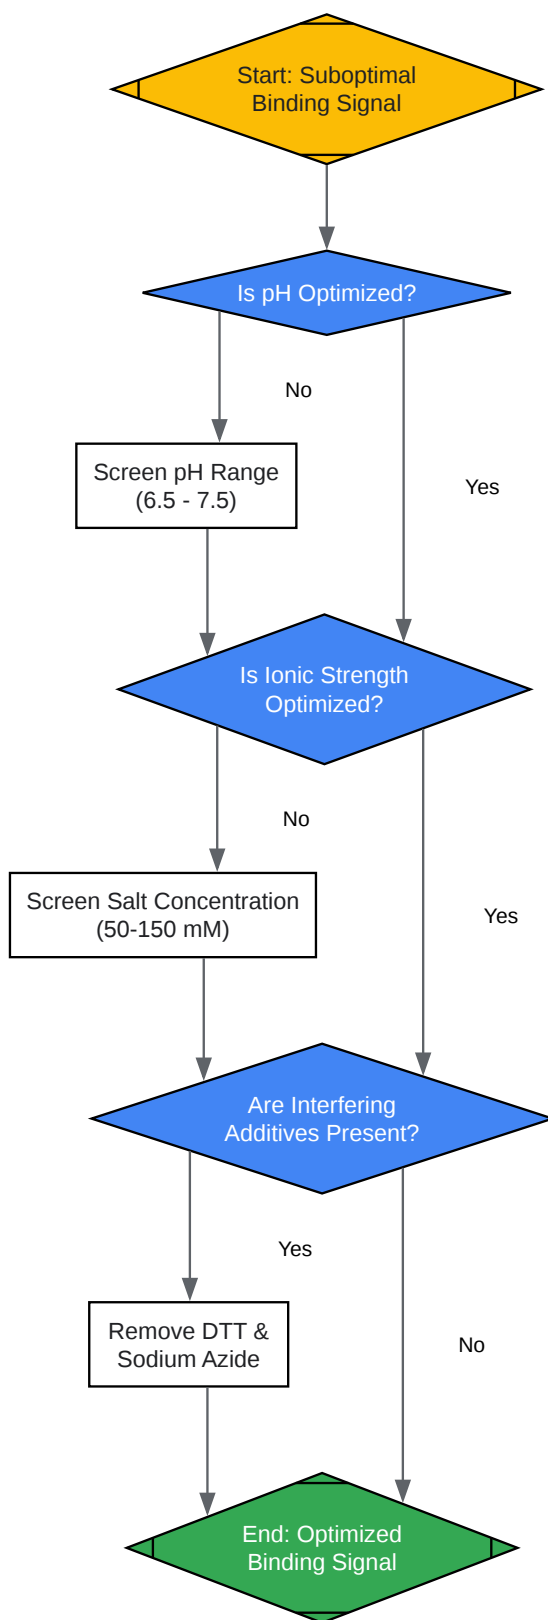 Start: Suboptimal
Binding Signal
Is pH Optimized?
No
Screen pH Range
(6.5 - 7.5)
Yes
Is Ionic Strength
Optimized?
No
Screen Salt Concentration
(50-150 mM)
Yes
Are Interfering
Additives Present?
Yes
Remove DTT &
Sodium Azide
No
End: Optimized
Binding Signal